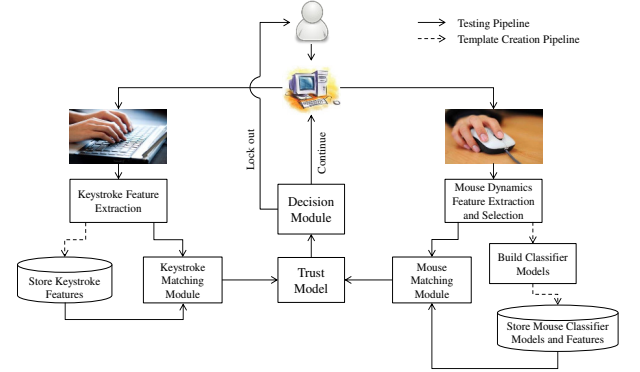 Testing Pipeline
Template Creation Pipeline
Lock out
Continue
Keystroke Feature
Extraction
Decision
Module
Mouse Dynamics
Feature Extraction
and Selection
Store Keystroke
Features
Keystroke
Matching
Module
Trust
Model
Mouse
Matching
Module
Build Classifier
Models
Store Mouse Classifier
Models and Features